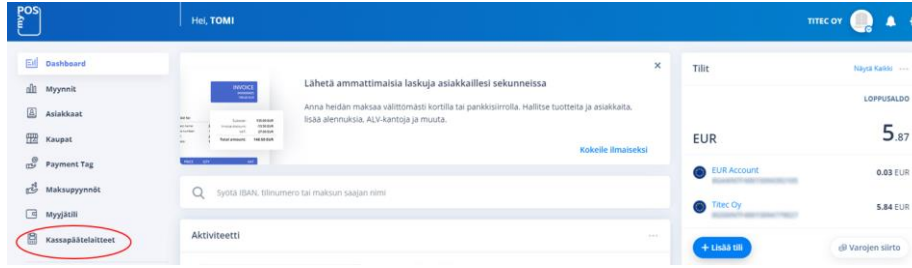 myPOS
Hei, TOMI
TITEC OY
Dashboard
Myynnit
Asiakkaat
Kaupat
Payment Tag
Maksupyynnöt
Myyjätili
Kassapäätelaitteet
INVOICE
Total amount
Lähetä ammattimaisia laskuja asiakkaillesi sekunneissa
Anna heidän maksaa välittömästi kortilla tai pankkisiirrolla. Hallitse tuotteita ja asiakkaita,
lisää alennuksia, ALV-kantoja ja muuta.
Kokeile ilmaiseksi
Syötä IBAN, tilinumero tai maksun saajan nimi
Aktiviteetti
Tilit
Näytä Kaikki
LOPPUSALDO
EUR 5.87
EUR Account 0.03 EUR
Titec Oy 5.84 EUR
+ Lisää tili
Varojen siirto